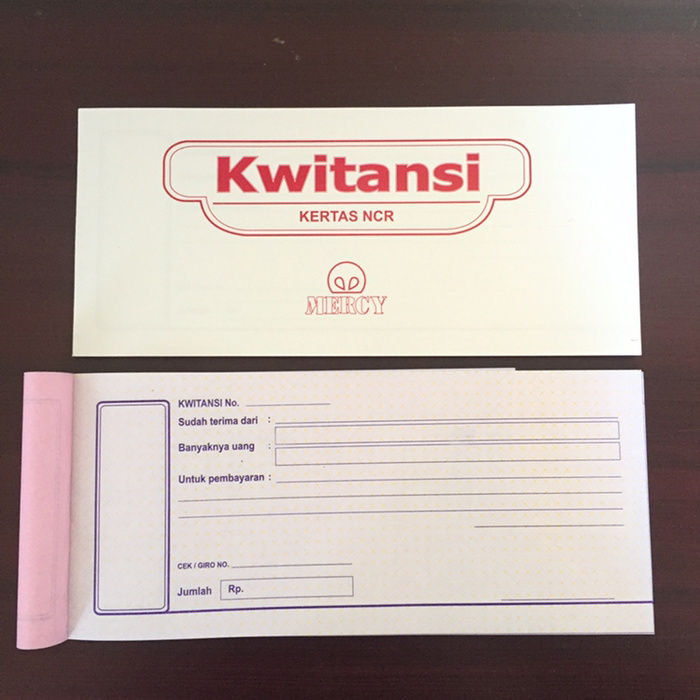 Kwitansi
KERTAS NCR
MERCY
KWITANSI No.
Sudah terima dari :
Banyaknya uang :
Untuk pembayaran :
CEK / GIRO NO.
Jumlah Rp.